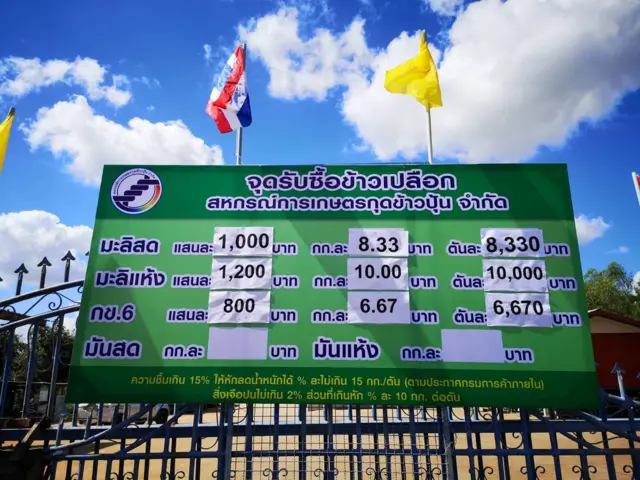 จุดรับซื้อข้าวเปลือก
สหกรณ์การเกษตรกุดข้าวปุ้น จำกัด
มะลิสด แสนละ 1,000 บาท กก.ละ 8.33 บาท ตันละ 8,330 บาท
มะลิแห้ง แสนละ 1,200 บาท กก.ละ 10.00 บาท ตันละ 10,000 บาท
กข.6 แสนละ 800 บาท กก.ละ 6.67 บาท ตันละ 6,670 บาท
มันสด กก.ละ บาท มันแห้ง กก.ละ บาท
ความชื้นเกิน 15% ให้หักลดน้ำหนักได้ % ละไม่เกิน 15 กก./ตัน (ตามประกาศกรมการค้าภายใน)
สิ่งเจือปนไม่เกิน 2% ส่วนที่เกินหัก % ละ 10 กก. ต่อตัน